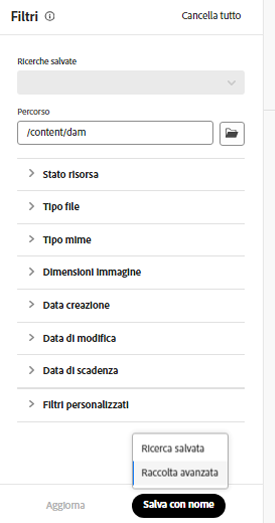 Filtri
Cancella tutto
Ricerche salvate
Percorso
/content/dam
Stato risorsa
Tipo file
Tipo mime
Dimensioni immagine
Data creazione
Data di modifica
Data di scadenza
Filtri personalizzati
Ricerca salvata
Raccolta avanzata
Aggiorna
Salva con nome